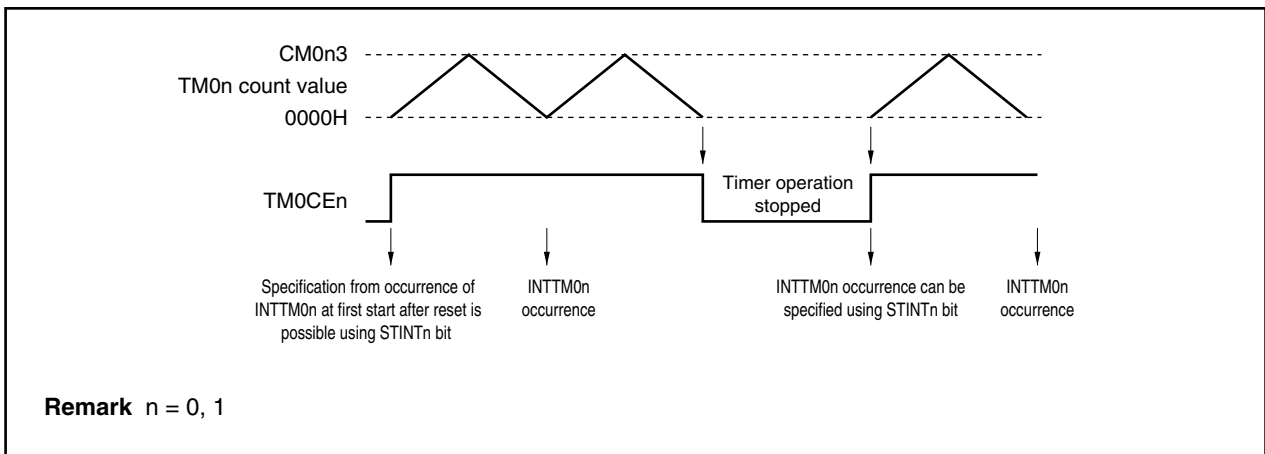 CM0n3
TM0n count value
0000H
TM0CEn
Timer operation
stopped
Specification from occurrence of
INTTM0n at first start after reset is
possible using STINTn bit
INTTM0n
occurrence
INTTM0n occurrence can be
specified using STINTn bit
INTTM0n
occurrence
Remark n = 0, 1